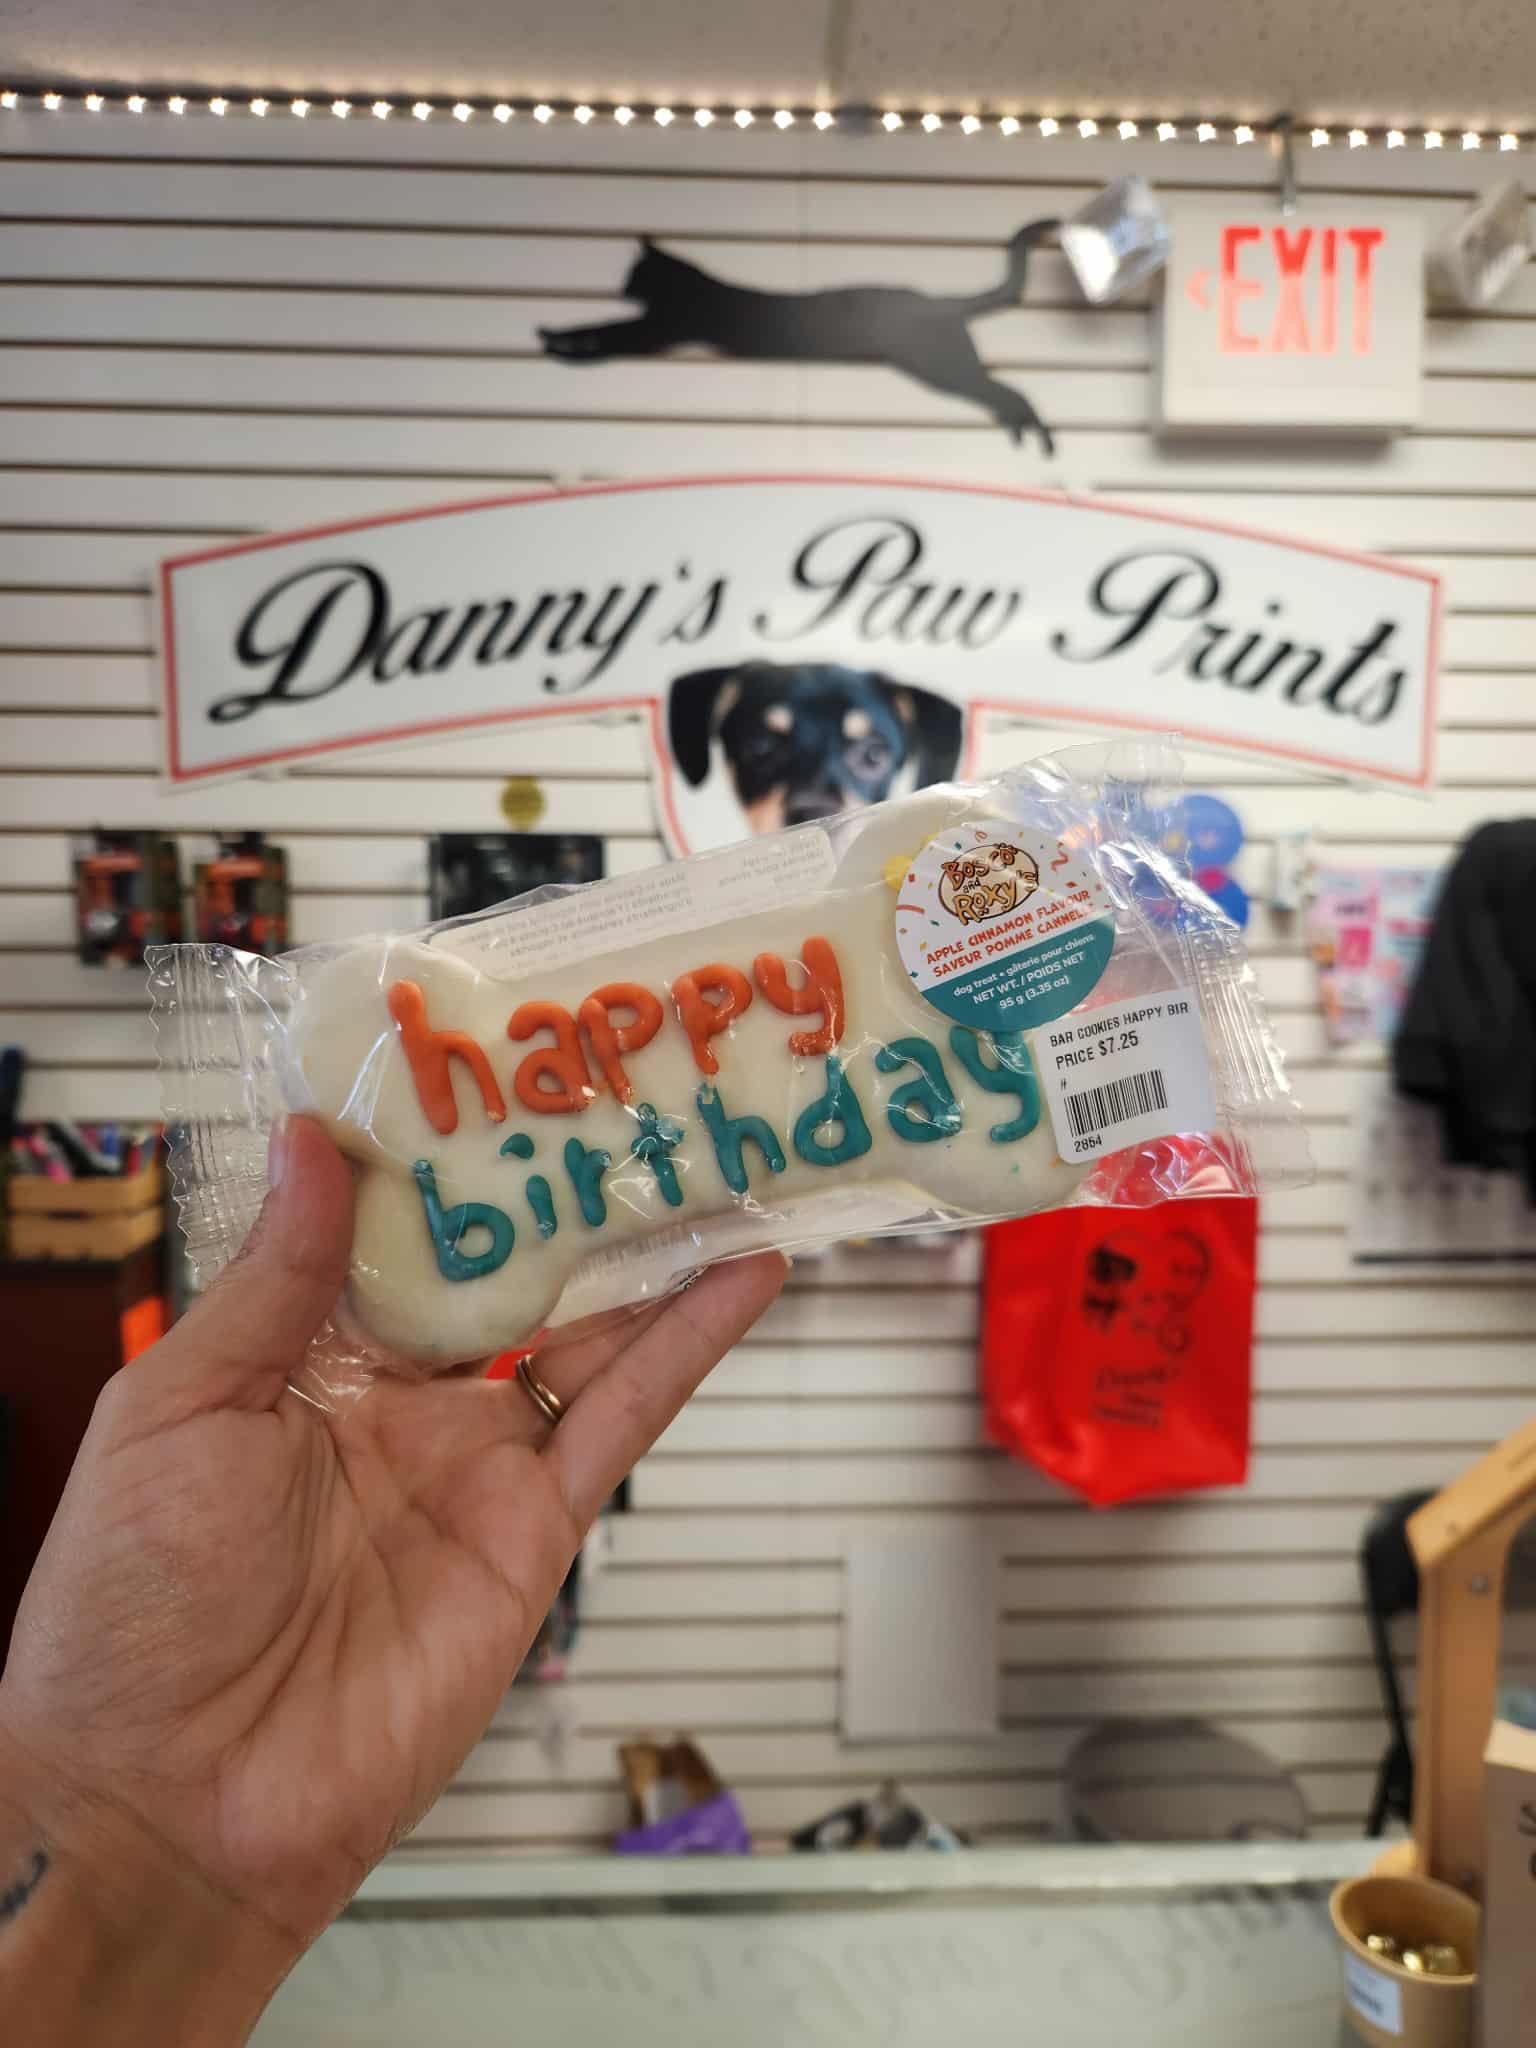 EXIT
Danny's Paw Prints
BOSCO
and
ROXY'S
APPLE CINNAMON FLAVOUR
SAVEUR POMME CANNELLE
dog treat • gâterie pour chiens
NET WT. / POIDS NET
95 g (3.35 oz)
happy
birthday
BAR COOKIES HAPPY BIR
PRICE $7.25
#
2854